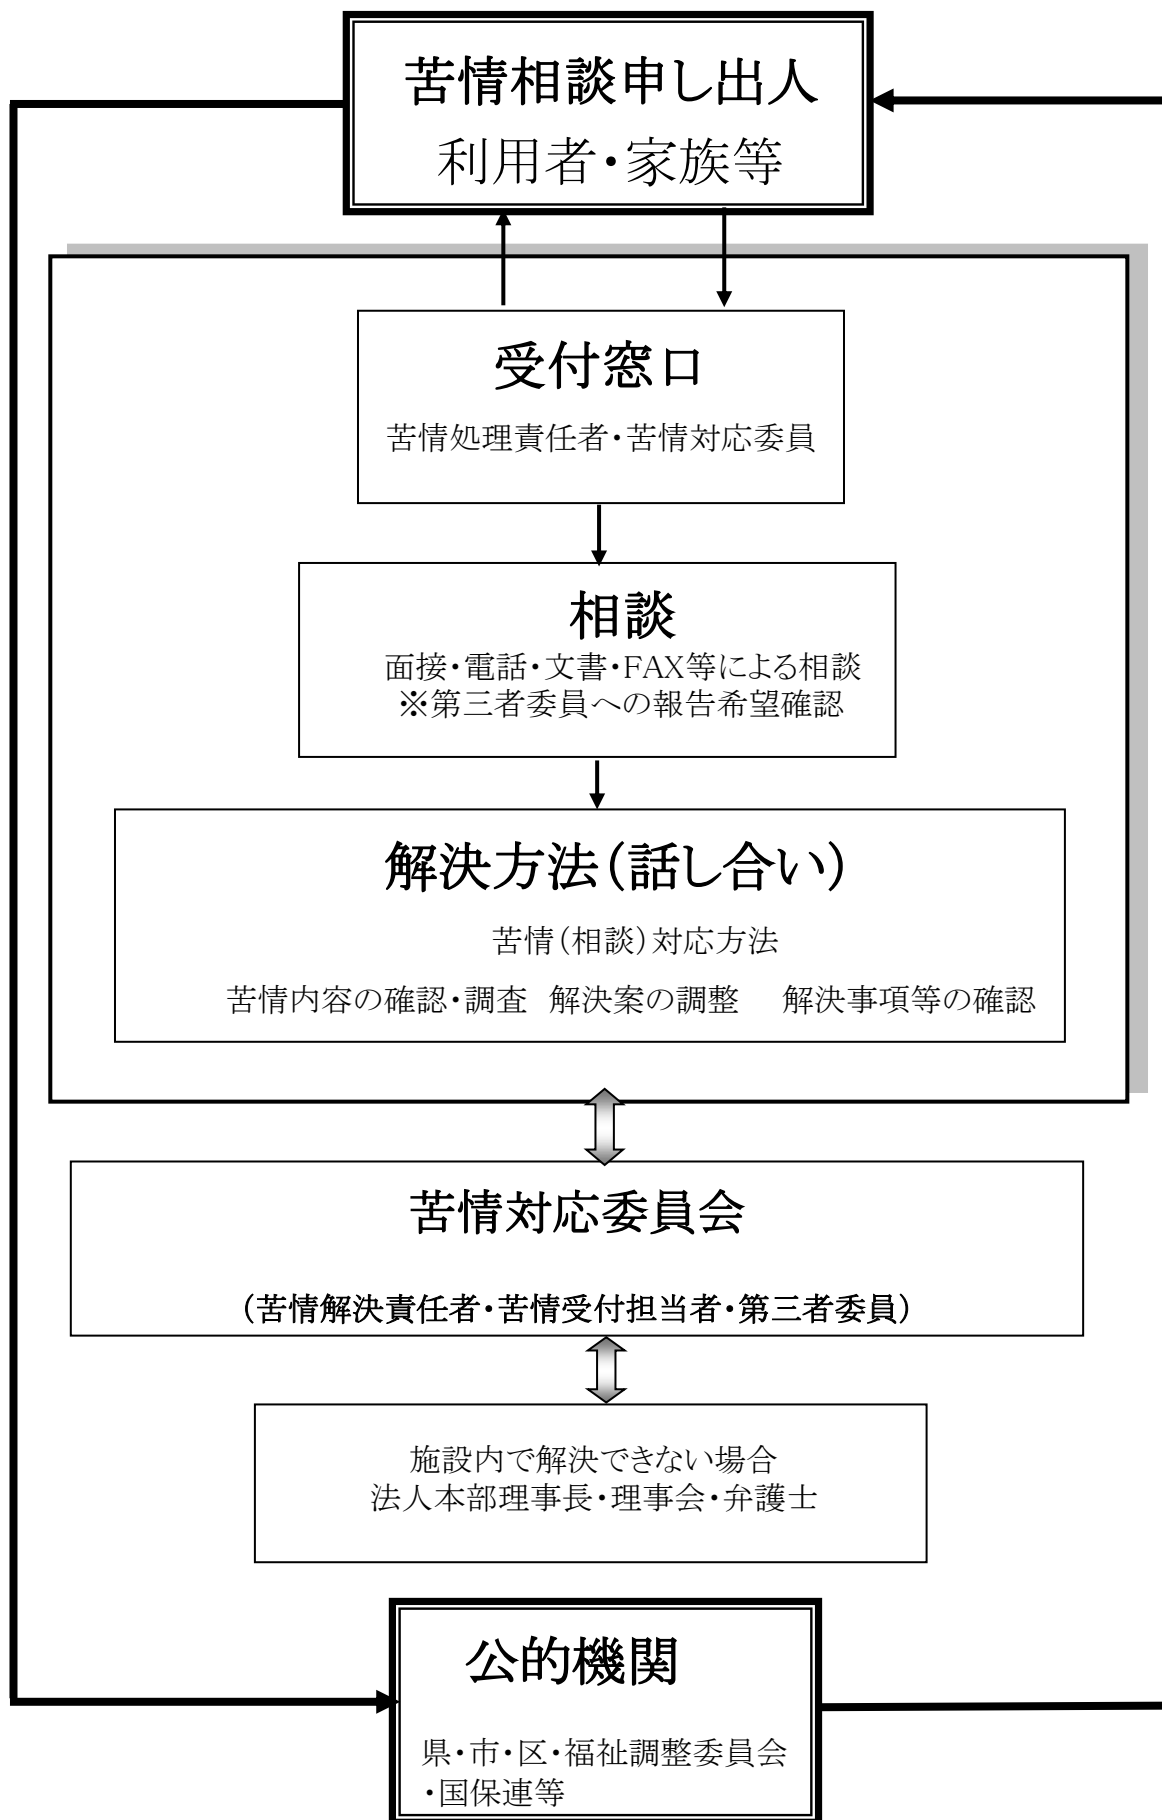 苦情相談申し出人
利用者・家族等
受付窓口
苦情処理責任者・苦情対応委員
相談
面接・電話・文書・FAX等による相談
※第三者委員への報告希望確認
解決方法(話し合い)
苦情(相談)対応方法
苦情内容の確認・調査 解決案の調整 解決事項等の確認
苦情対応委員会
(苦情解決責任者・苦情受付担当者・第三者委員)
施設内で解決できない場合
法人本部理事長・理事会・弁護士
公的機関
県・市・区・福祉調整委員会
・国保連等